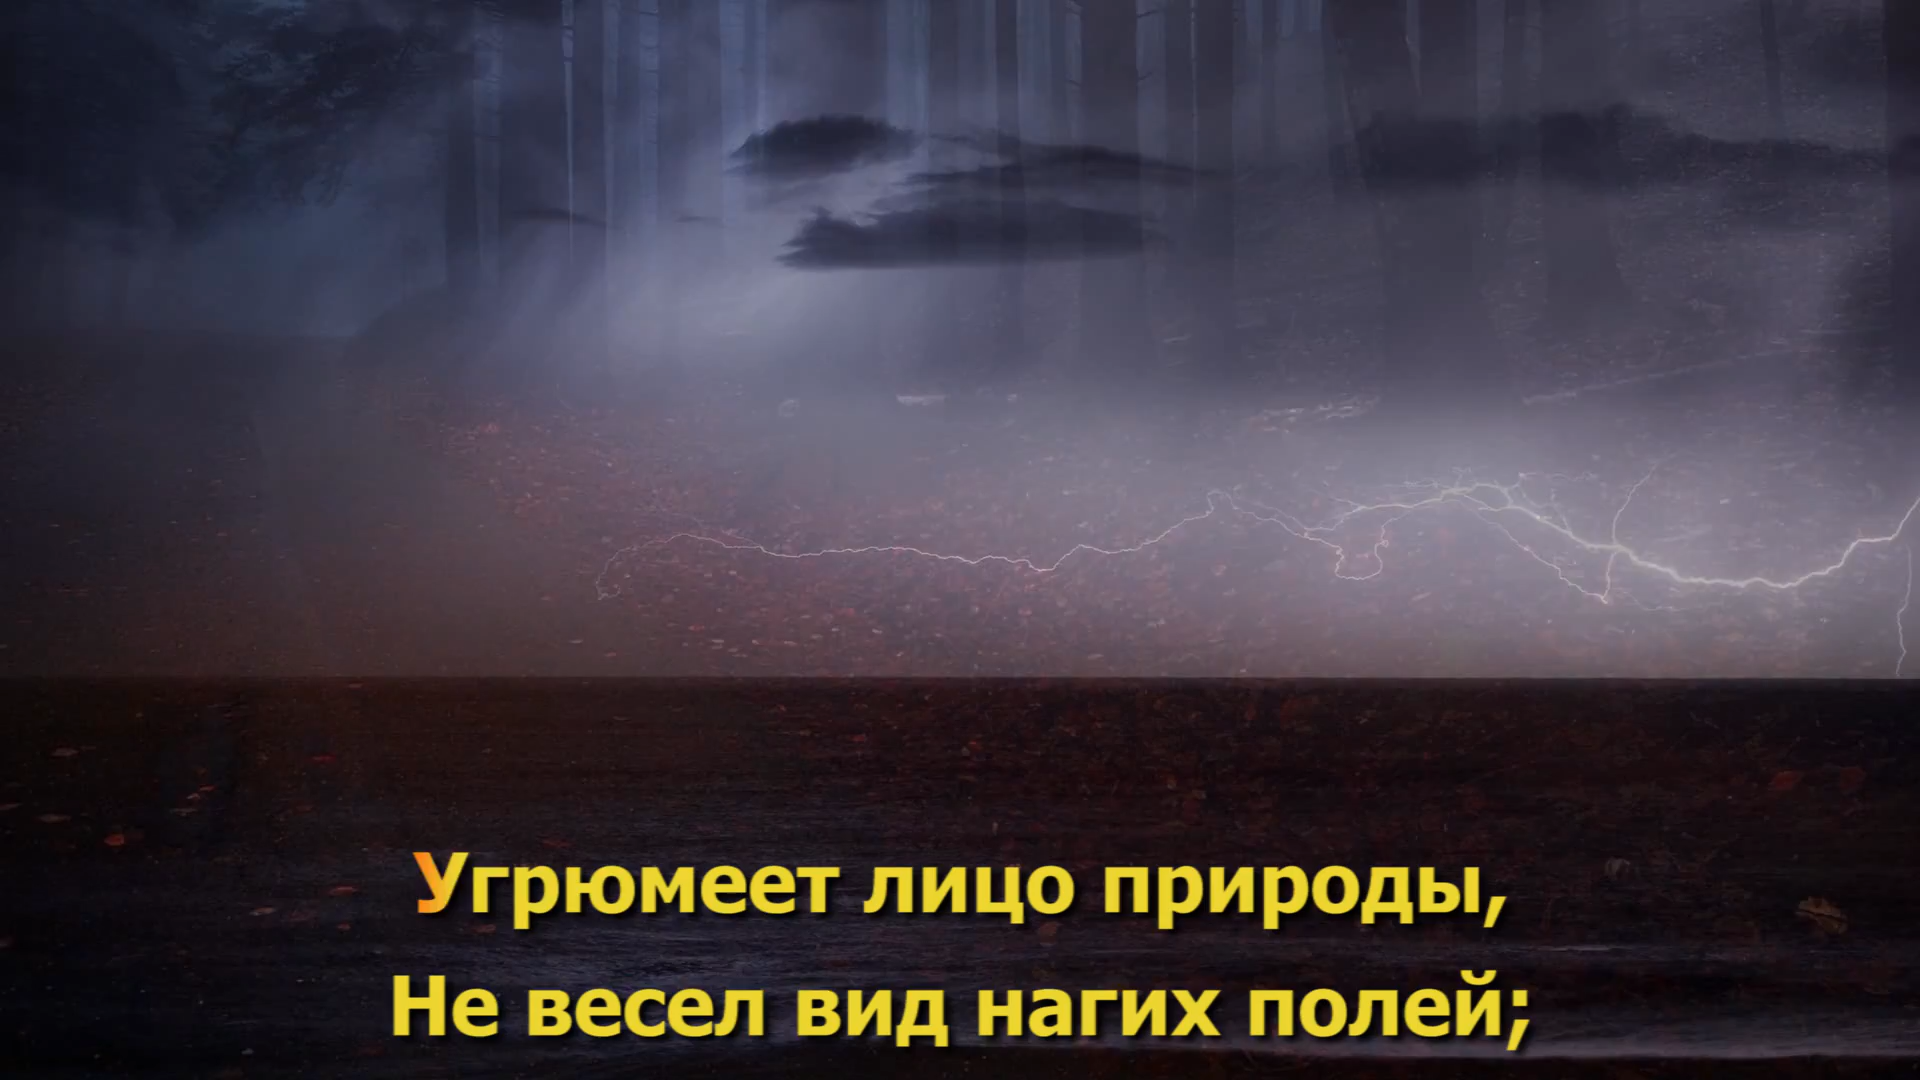 Угрюмеет лицо природы,
Не весел вид нагих полей;